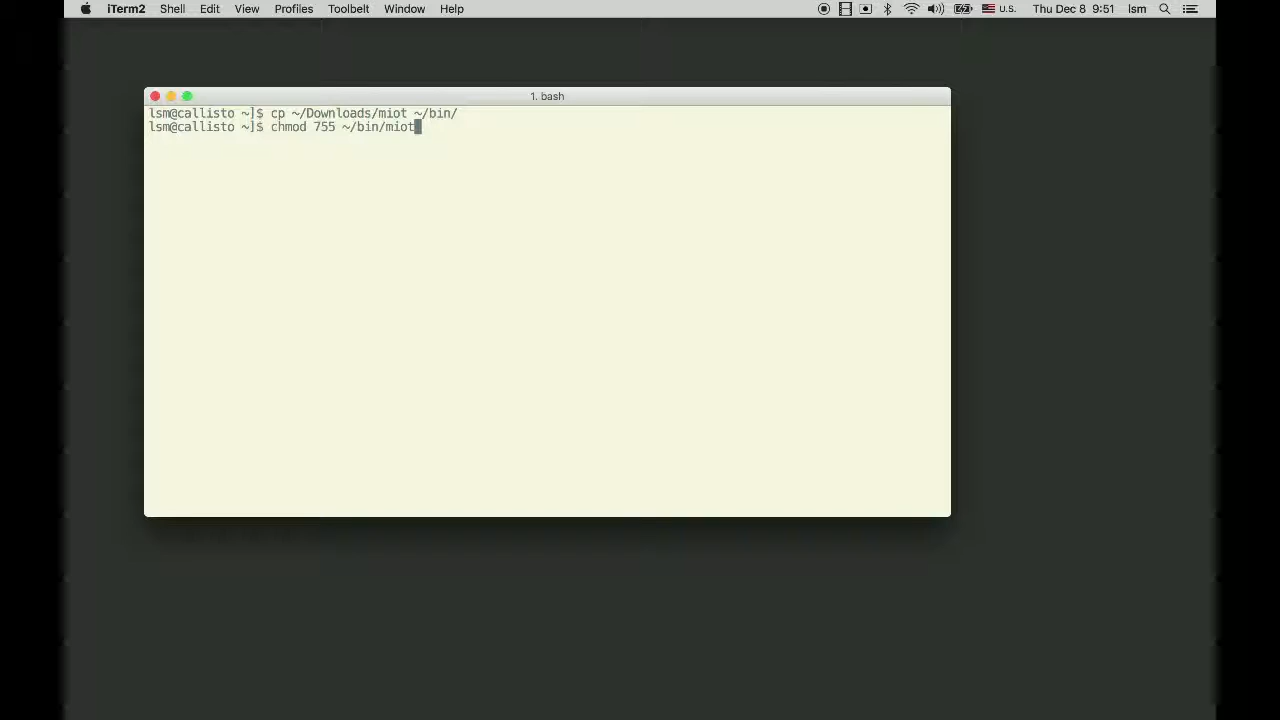 iTerm2 Shell Edit View Profiles Toolbelt Window Help U.S. Thu Dec 8 9:51 lsm
1. bash
lsm@callisto ~]$ cp ~/Downloads/miot ~/bin/
lsm@callisto ~]$ chmod 755 ~/bin/miot